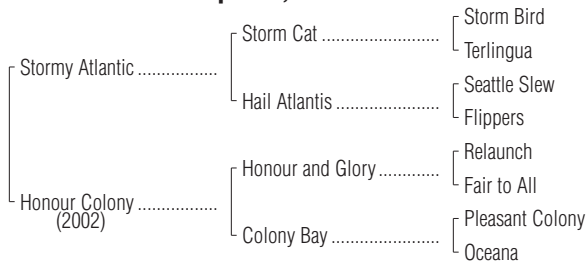 Storm Bird
Storm Cat ........................
Terlingua
Stormy Atlantic ................
Seattle Slew
Hail Atlantis .....................
Flippers
Relaunch
Honour and Glory ............
Fair to All
Honour Colony ................
(2002)
Pleasant Colony
Colony Bay ......................
Oceana